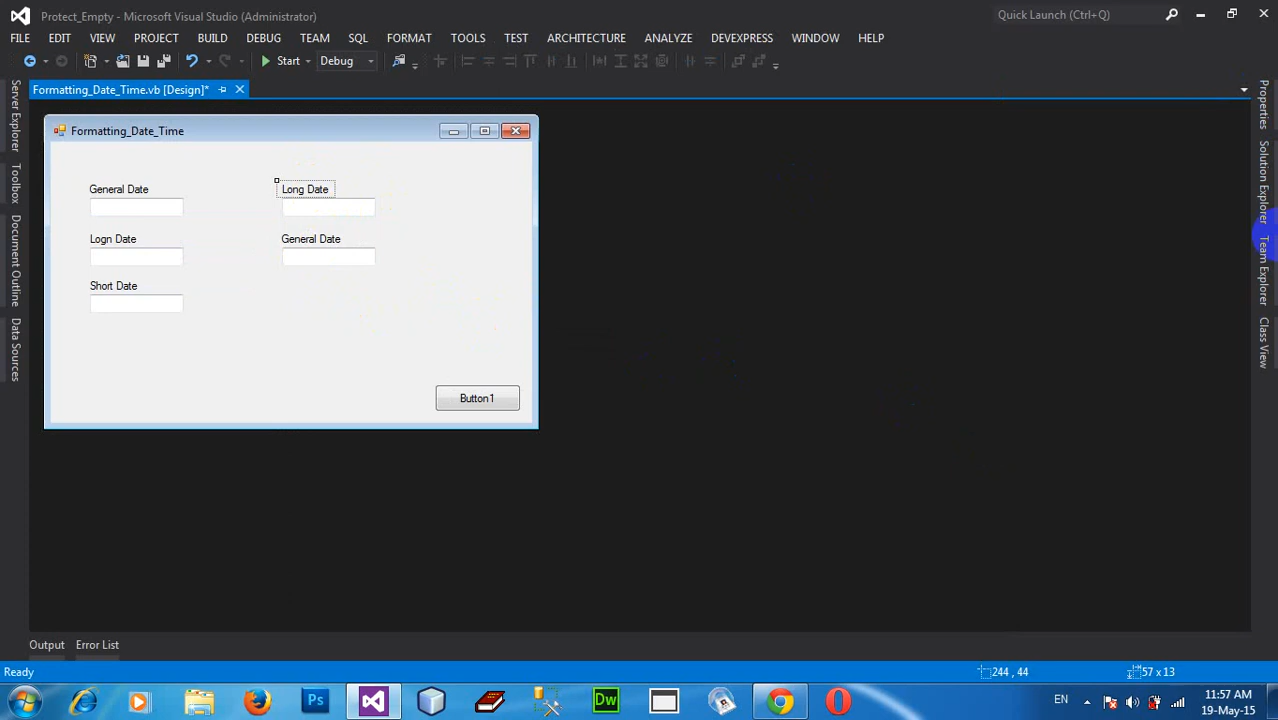 Protect_Empty - Microsoft Visual Studio (Administrator)
Quick Launch (Ctrl+Q)
FILE EDIT VIEW PROJECT BUILD DEBUG TEAM SQL FORMAT TOOLS TEST ARCHITECTURE ANALYZE DEVEXPRESS WINDOW HELP
Start Debug
Formatting_Date_Time.vb [Design]*
Server Explorer
Toolbox
Document Outline
Data Sources
Formatting_Date_Time
General Date
Long Date
Logn Date
General Date
Short Date
Button1
Properties
Solution Explorer
Team Explorer
Class View
Output Error List
Ready
244 , 44
57 x 13
Ps
Dw
EN
11:57 AM
19-May-15